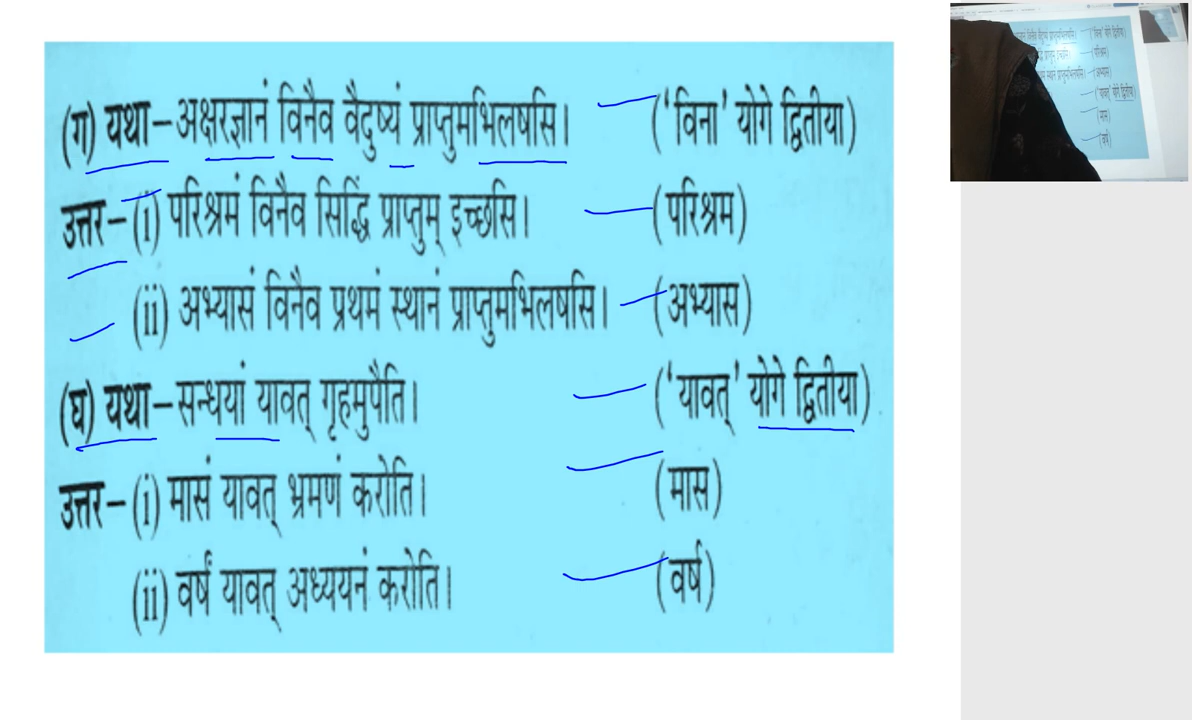 (ग) यथा – अक्षरज्ञानं विनैव वैदुष्यं प्राप्तुमभिलषसि। ('विना' योगे द्वितीया)
उत्तर – (i) परिश्रमं विनैव सिद्धिं प्राप्तुम् इच्छसि। (परिश्रम)
(ii) अभ्यासं विनैव प्रथमं स्थानं प्राप्तुमभिलषसि। (अभ्यास)
(घ) यथा – सन्धयां यावत् गृहमुपैति। ('यावत्' योगे द्वितीया)
उत्तर – (i) मासं यावत् भ्रमणं करोति। (मास)
(ii) वर्षं यावत् अध्ययनं करोति। (वर्ष)